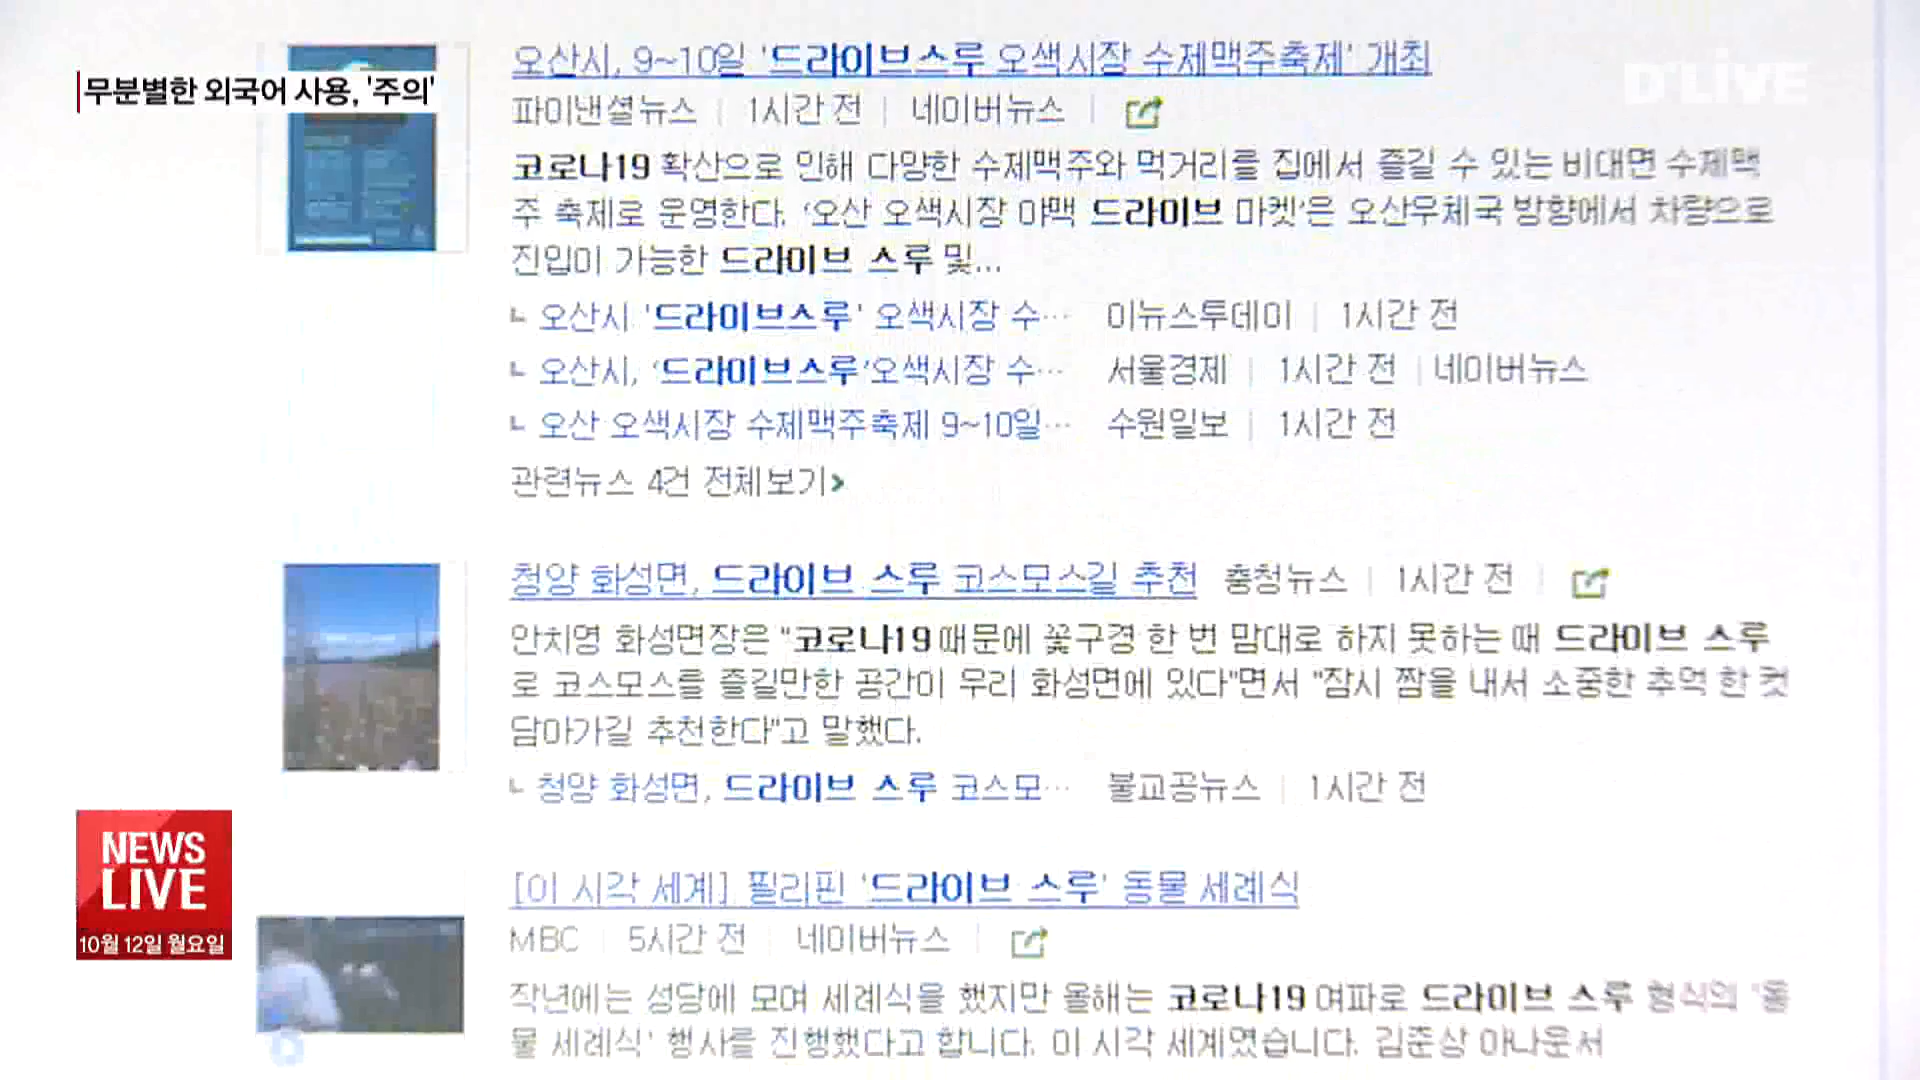 무분별한 외국어 사용, '주의'
D'LIVE
오산시, 9~10일 '드라이브스루 오색시장 수제맥주축제' 개최
파이낸셜뉴스 | 1시간 전 | 네이버뉴스 |
코로나19 확산으로 인해 다양한 수제맥주와 먹거리를 집에서 즐길 수 있는 비대면 수제맥
주 축제로 운영한다. '오산 오색시장 야맥 드라이브 마켓'은 오산우체국 방향에서 차량으로
진입이 가능한 드라이브 스루 및...
ㄴ 오산시 '드라이브스루' 오색시장 수… 이뉴스투데이 | 1시간 전
ㄴ 오산시, '드라이브스루'오색시장 수… 서울경제 | 1시간 전 | 네이버뉴스
ㄴ 오산 오색시장 수제맥주축제 9~10일… 수원일보 | 1시간 전
관련뉴스 4건 전체보기>
청양 화성면, 드라이브 스루 코스모스길 추천 충청뉴스 | 1시간 전 |
안치영 화성면장은 "코로나19때문에 꽃구경 한 번 맘대로 하지 못하는 때 드라이브 스루
로 코스모스를 즐길만한 공간이 우리 화성면에 있다"면서 "잠시 짬을 내서 소중한 추억 한 컷
담아가길 추천한다"고 말했다.
ㄴ 청양 화성면, 드라이브 스루 코스모… 불교공뉴스 | 1시간 전
[이 시각 세계] 필리핀 '드라이브 스루' 동물 세례식
MBC | 5시간 전 | 네이버뉴스 |
작년에는 성당에 모여 세례식을 했지만 올해는 코로나19 여파로 드라이브 스루 형식의 '동
물 세례식' 행사를 진행했다고 합니다. 이 시각 세계였습니다. 김준상 아나운서
NEWS
LIVE
10월 12일 월요일